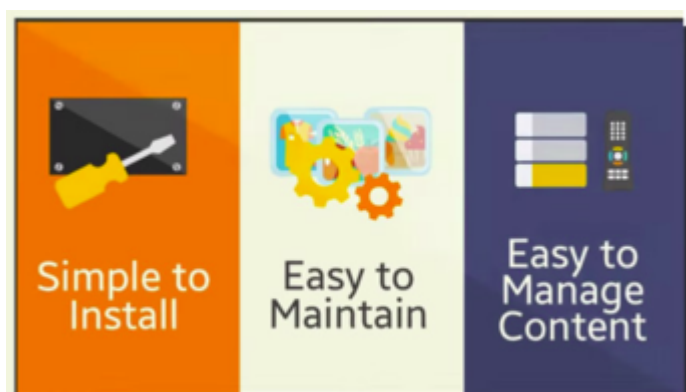 Simple to
Install
Easy to
Maintain
Easy to
Manage
Content